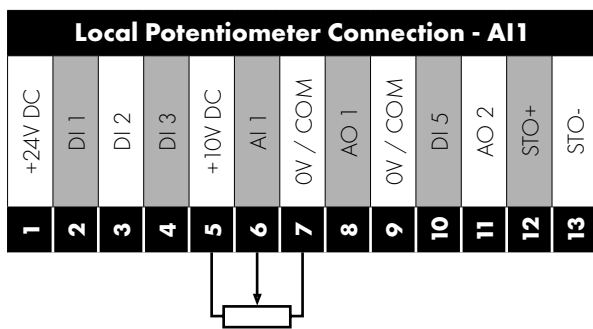 Local Potentiometer Connection - AI1
+24V DC
DI 1
DI 2
DI 3
+10V DC
AI 1
0V / COM
AO 1
0V / COM
DI 5
AO 2
STO+
STO-
1 2 3 4 5 6 7 8 9 10 11 12 13